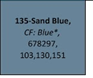 135-Sand Blue,
CF: Blue*,
678297,
103,130,151